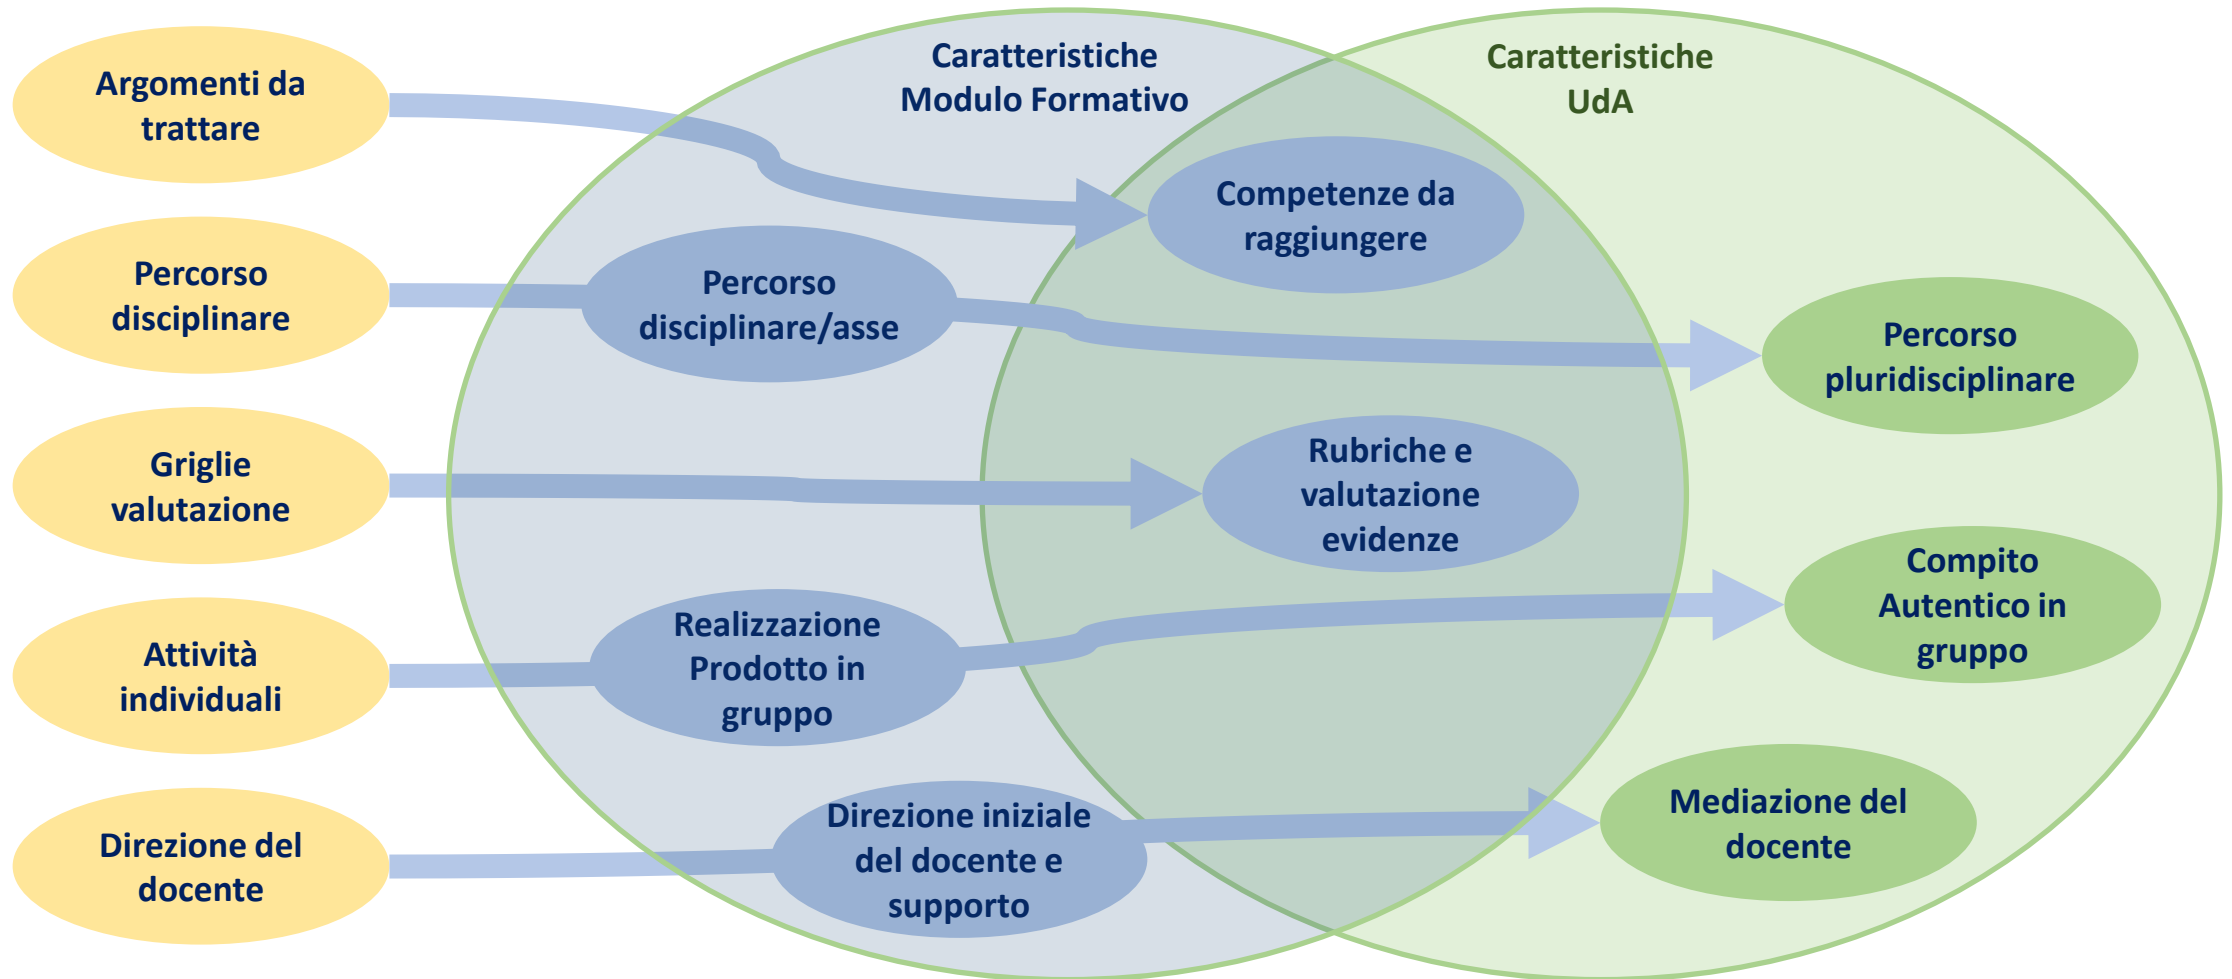 Argomenti da
trattare
Percorso
disciplinare
Griglie
valutazione
Attività
individuali
Direzione del
docente
Caratteristiche
Modulo Formativo
Caratteristiche
UdA
Competenze da
raggiungere
Percorso
disciplinare/asse
Percorso
pluridisciplinare
Rubriche e
valutazione
evidenze
Realizzazione
Prodotto in
gruppo
Compito
Autentico in
gruppo
Direzione iniziale
del docente e
supporto
Mediazione del
docente